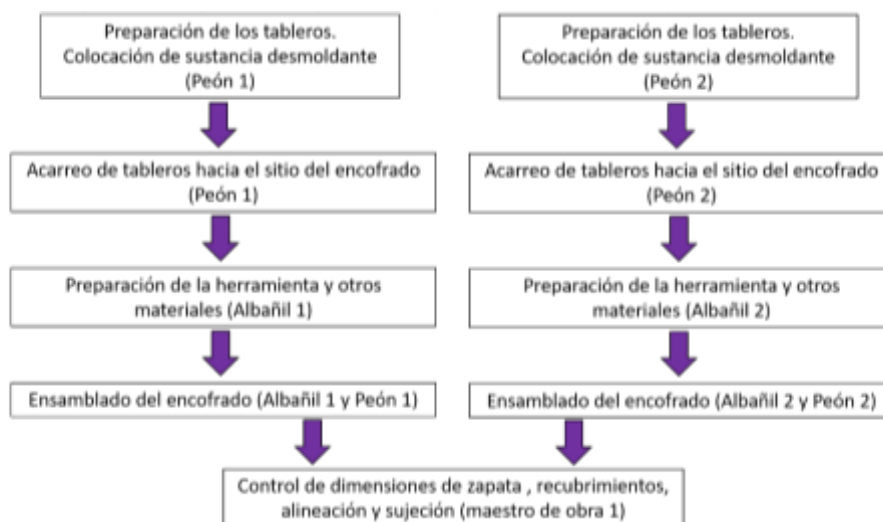 Preparación de los tableros.
Colocación de sustancia desmoldante
(Peón 1)
Preparación de los tableros.
Colocación de sustancia desmoldante
(Peón 2)
Acarreo de tableros hacia el sitio del encofrado
(Peón 1)
Acarreo de tableros hacia el sitio del encofrado
(Peón 2)
Preparación de la herramienta y otros
materiales (Albañil 1)
Preparación de la herramienta y otros
materiales (Albañil 2)
Ensamblado del encofrado (Albañil 1 y Peón 1)
Ensamblado del encofrado (Albañil 2 y Peón 2)
Control de dimensiones de zapata , recubrimientos,
alineación y sujeción (maestro de obra 1)